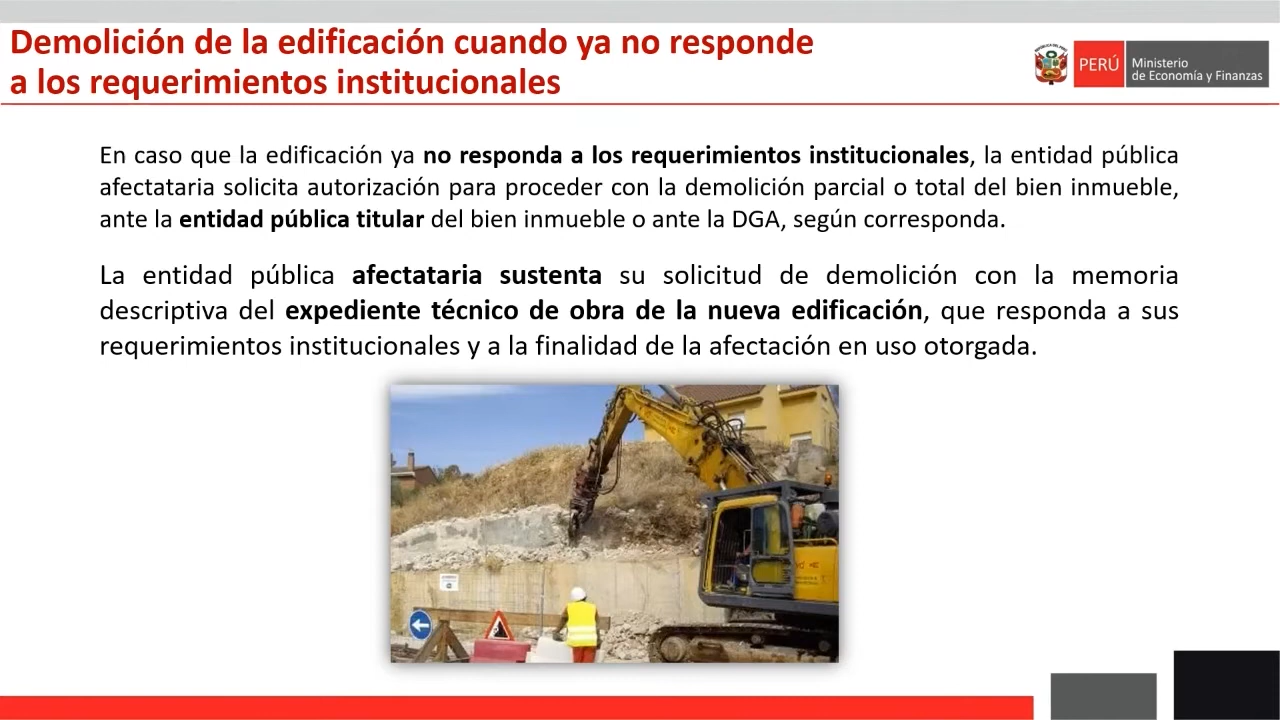 Demolición de la edificación cuando ya no responde
a los requerimientos institucionales
PERÚ
Ministerio
de Economía y Finanzas
En caso que la edificación ya no responda a los requerimientos institucionales, la entidad pública
afectataria solicita autorización para proceder con la demolición parcial o total del bien inmueble,
ante la entidad pública titular del bien inmueble o ante la DGA, según corresponda.
La entidad pública afectataria sustenta su solicitud de demolición con la memoria
descriptiva del expediente técnico de obra de la nueva edificación, que responda a sus
requerimientos institucionales y a la finalidad de la afectación en uso otorgada.